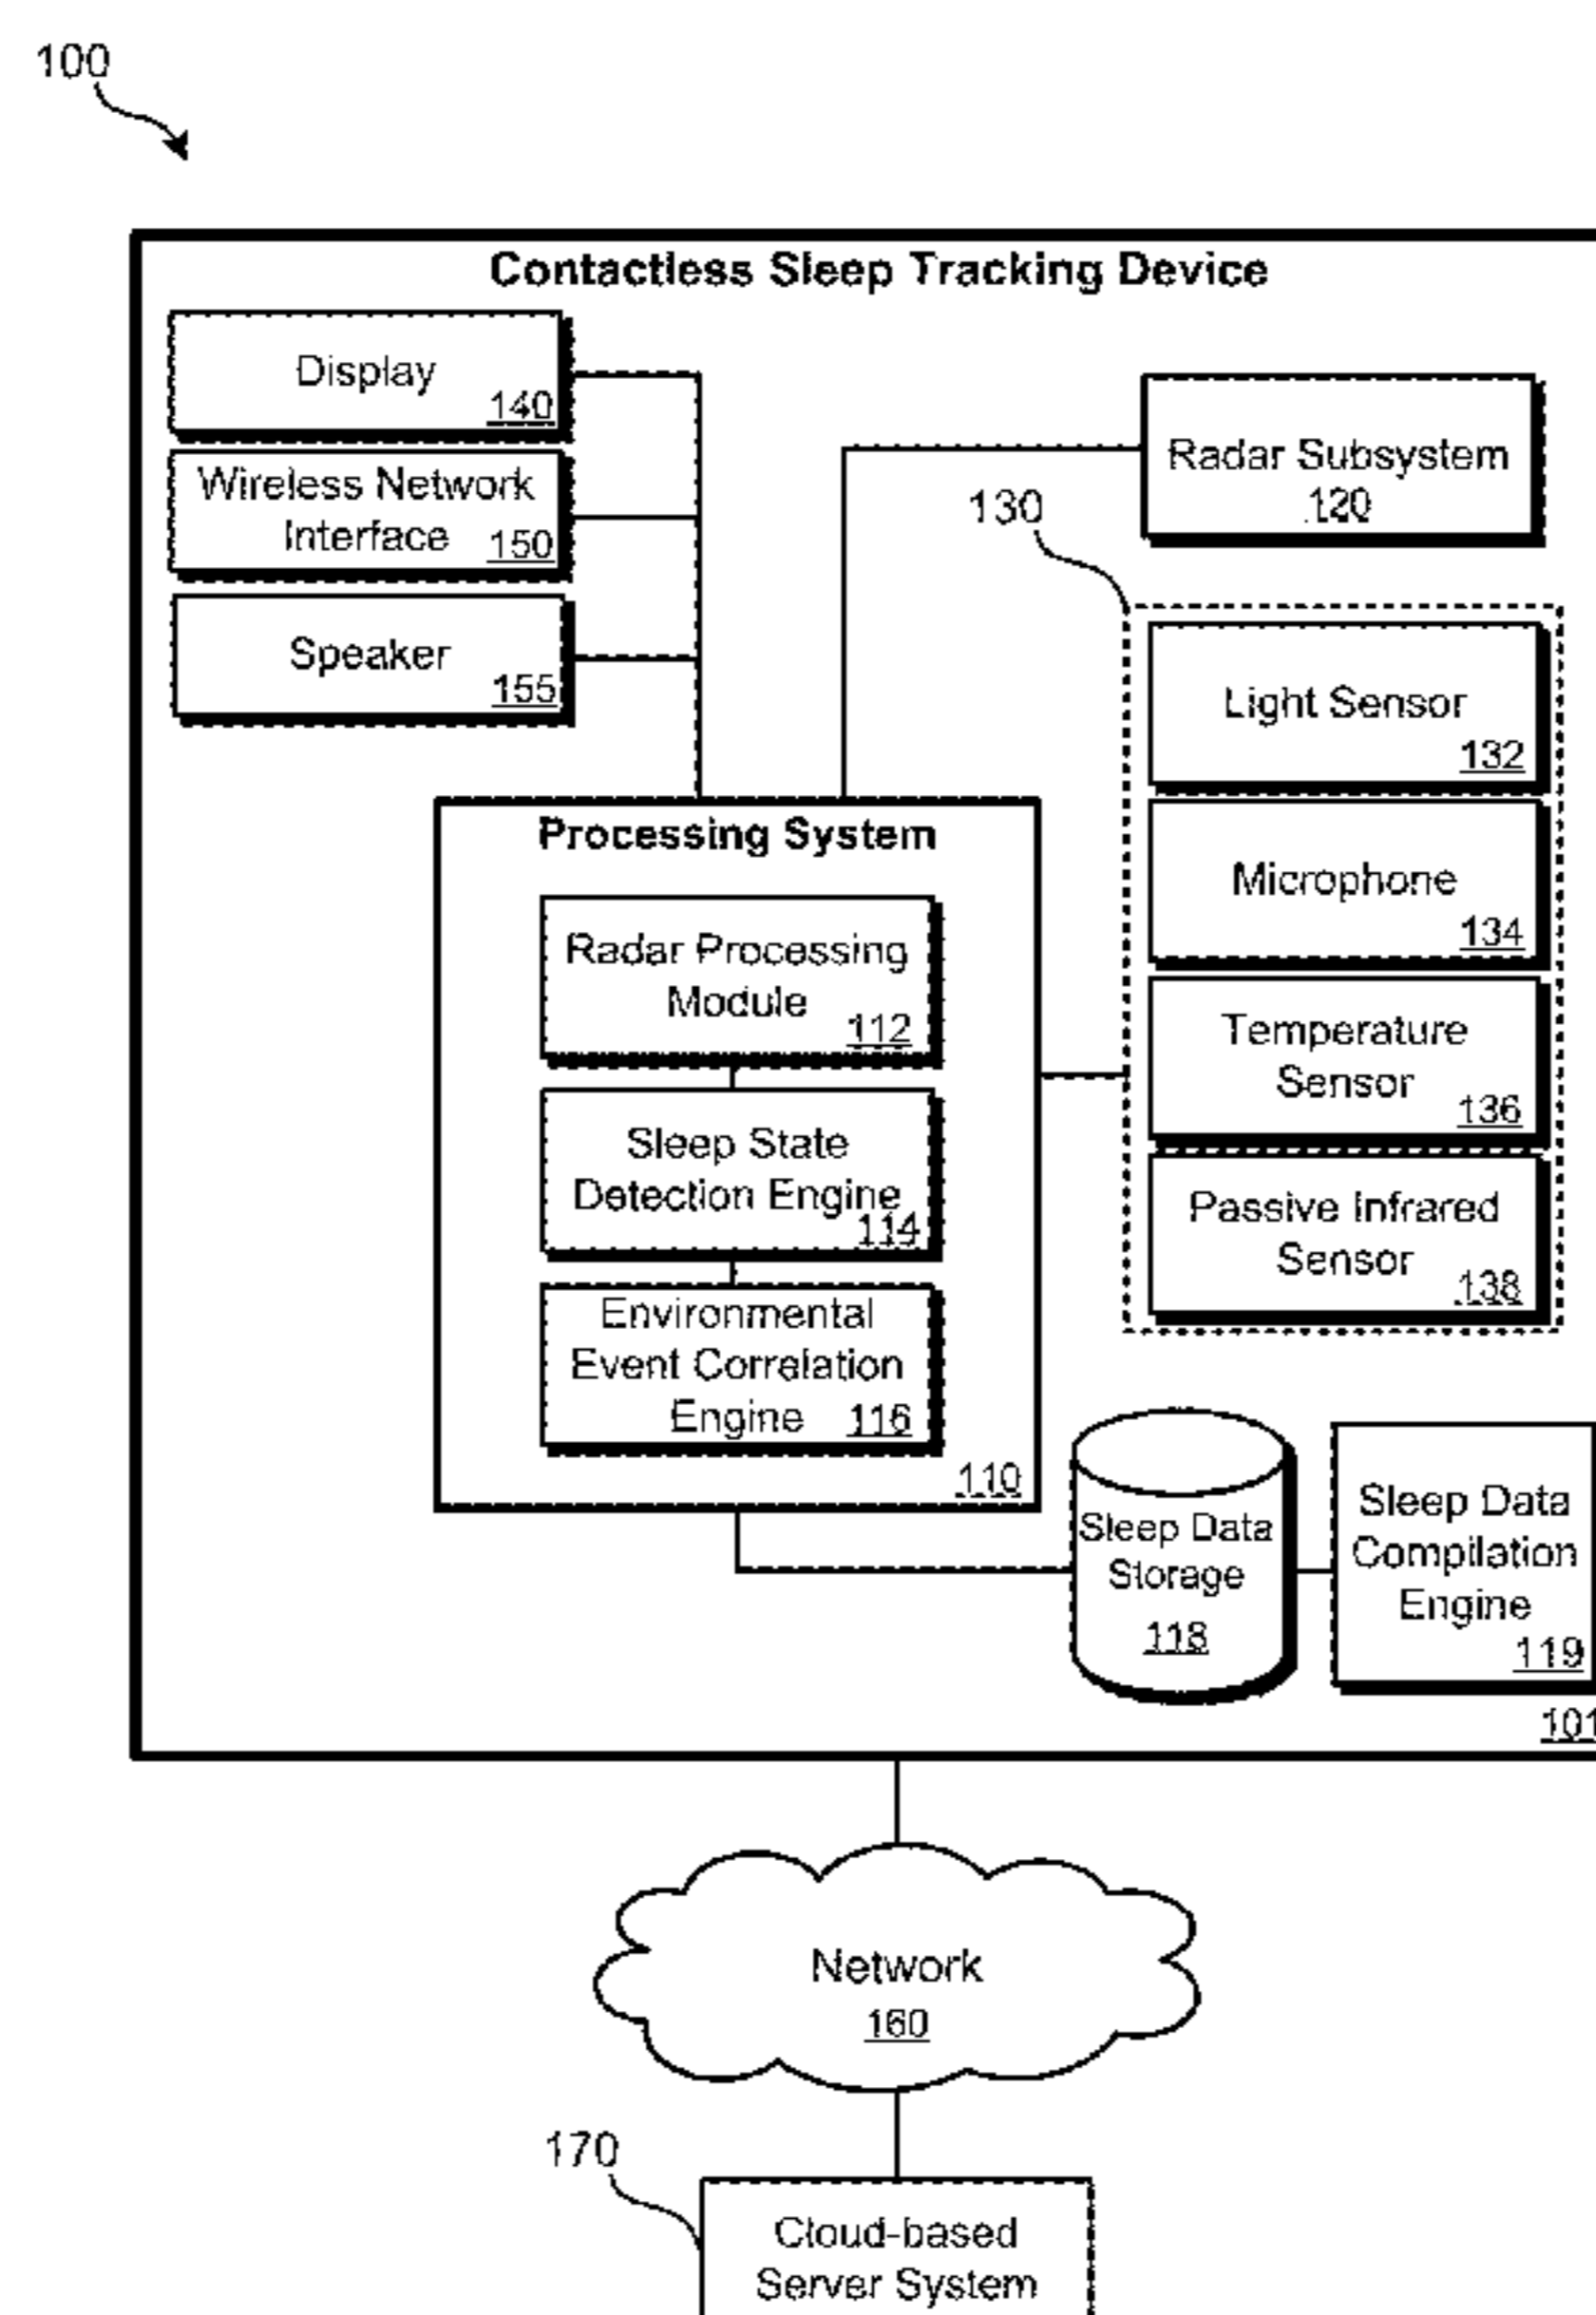 100
Contactless Sleep Tracking Device
Display
140
Wireless Network
Interface 150
Speaker
155
Radar Subsystem
120
130
Light Sensor
132
Microphone
134
Temperature
Sensor
136
Passive Infrared
Sensor
138
Processing System
Radar Processing
Module
112
Sleep State
Detection Engine
114
Environmental
Event Correlation
Engine 116
110
Sleep Data
Storage
118
Sleep Data
Compilation
Engine
119
101
Network
160
170
Cloud-based
Server System